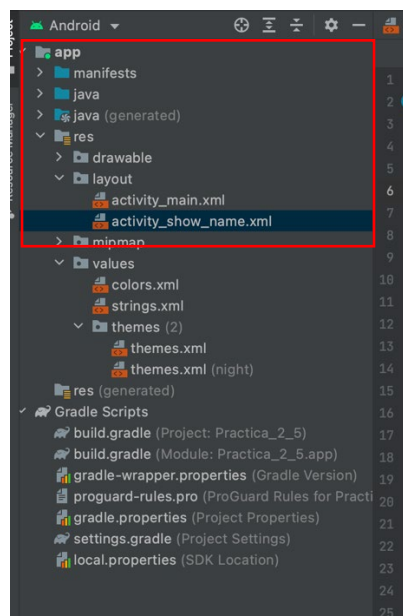 Project
Android
app
manifests
java
java (generated)
res
drawable
layout
activity_main.xml
activity_show_name.xml
mipmap
values
colors.xml
strings.xml
themes (2)
themes.xml
themes.xml (night)
res (generated)
Gradle Scripts
build.gradle (Project: Practica_2_5)
build.gradle (Module: Practica_2_5.app)
gradle-wrapper.properties (Gradle Version)
proguard-rules.pro (ProGuard Rules for Practi
gradle.properties (Project Properties)
settings.gradle (Project Settings)
local.properties (SDK Location)
Resource Manager
1
2
3
4
5
6
7
8
9
10
11
12
13
14
15
16
17
18
19
20
21
22
23
24
25